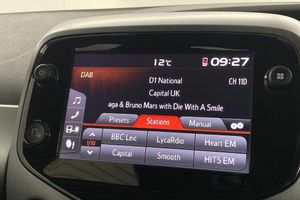 12°C 09:27
DAB
D1 National CH 11D
Capital UK
aga & Bruno Mars with Die With A Smile
Presets Stations Manual
1/10
BBC Lnc LycaRdio Heart EM
Capital Smooth HITS EM